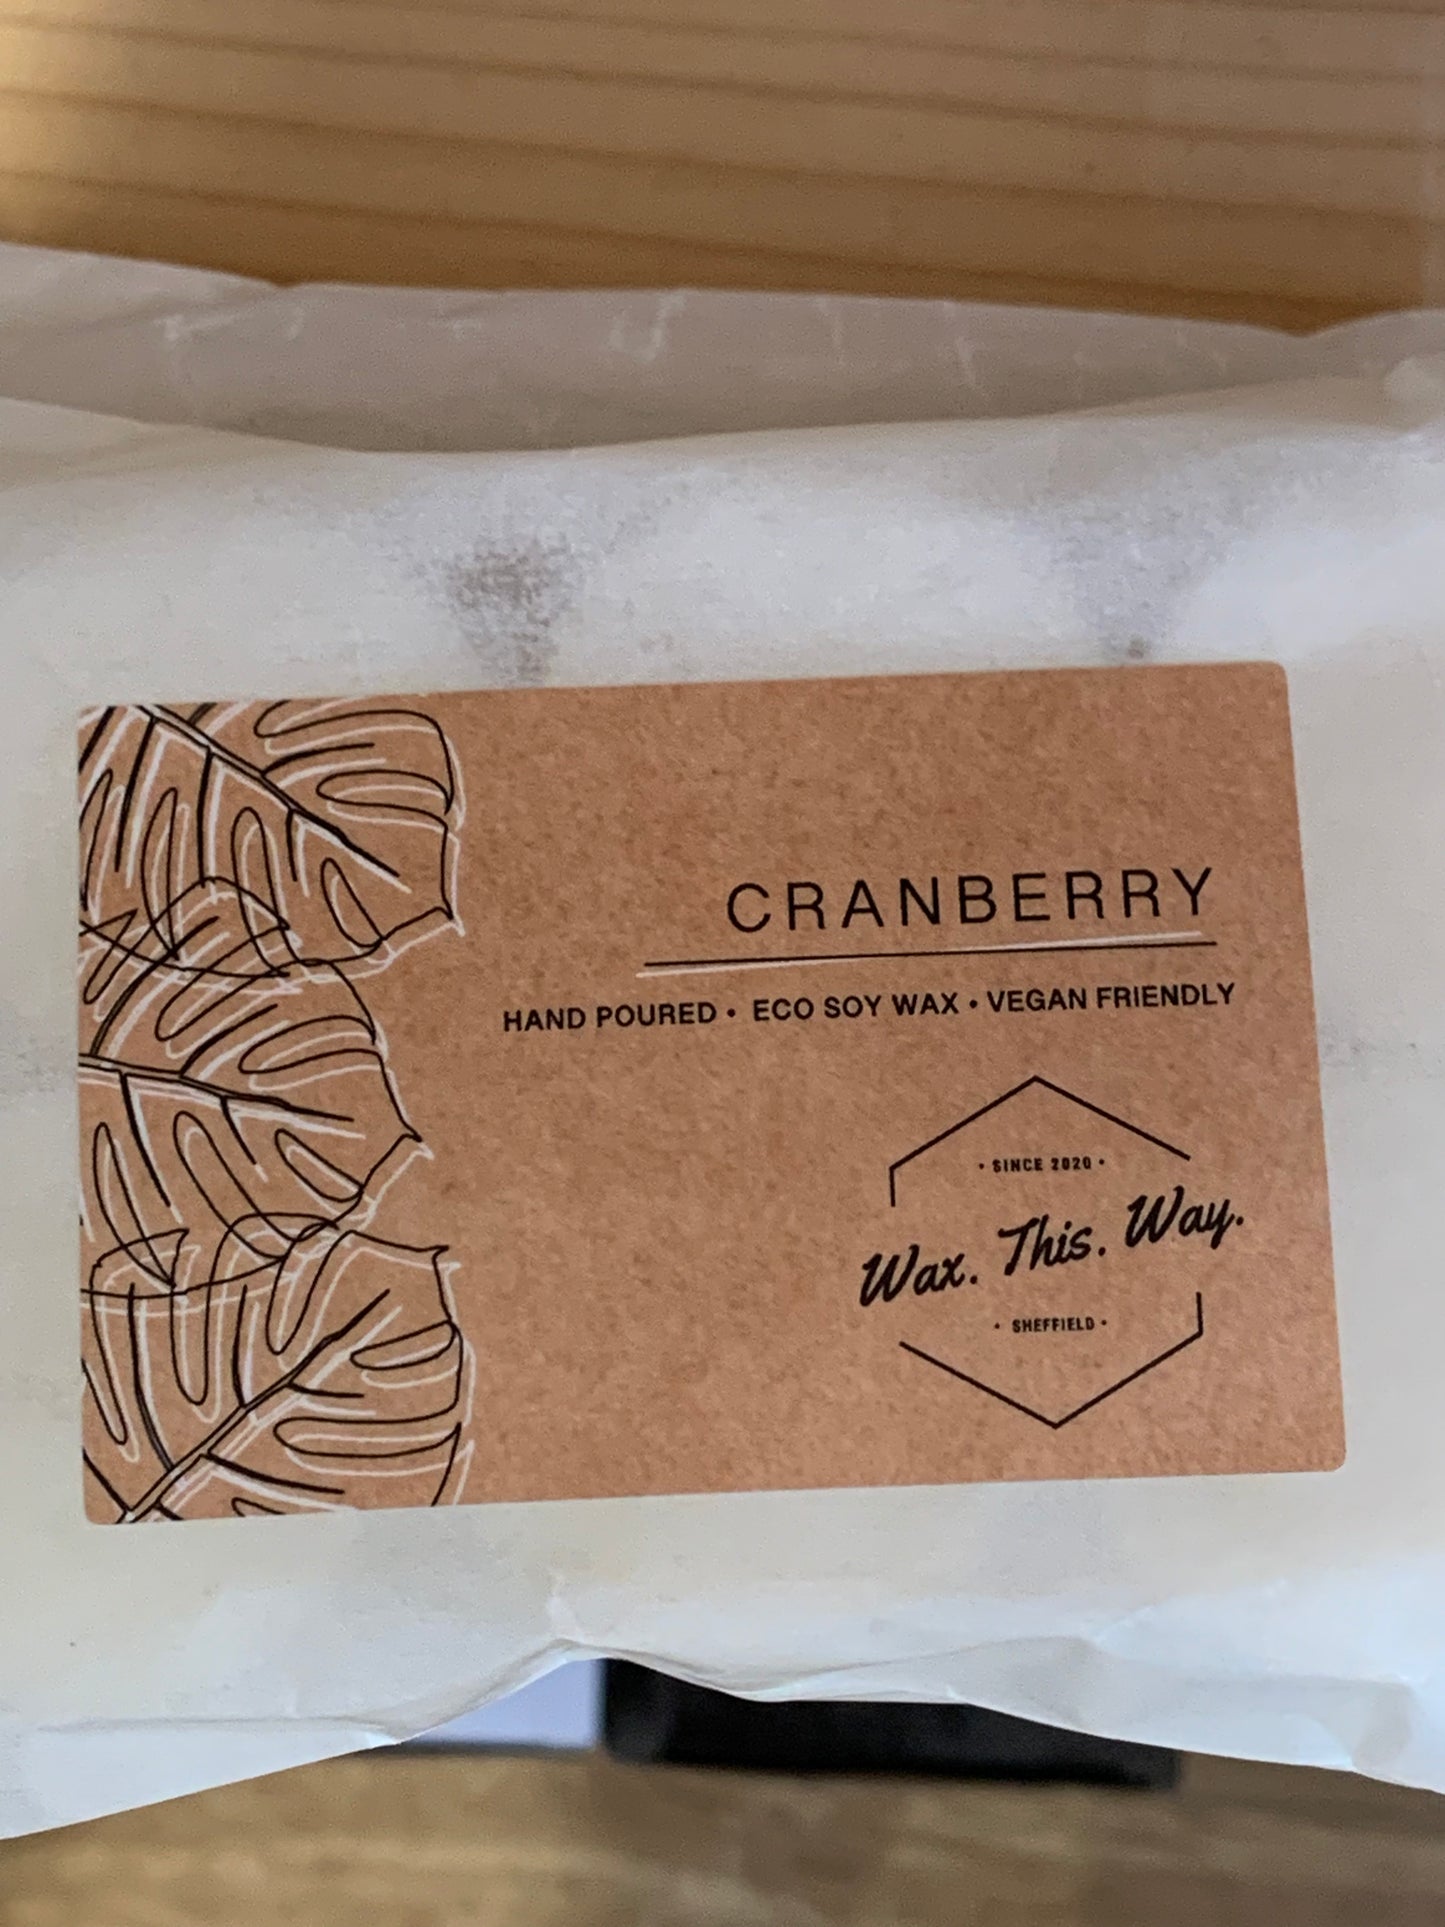 CRANBERRY
HAND POURED • ECO SOY WAX • VEGAN FRIENDLY
• SINCE 2020 •
Wax. This. Way.
• SHEFFIELD •